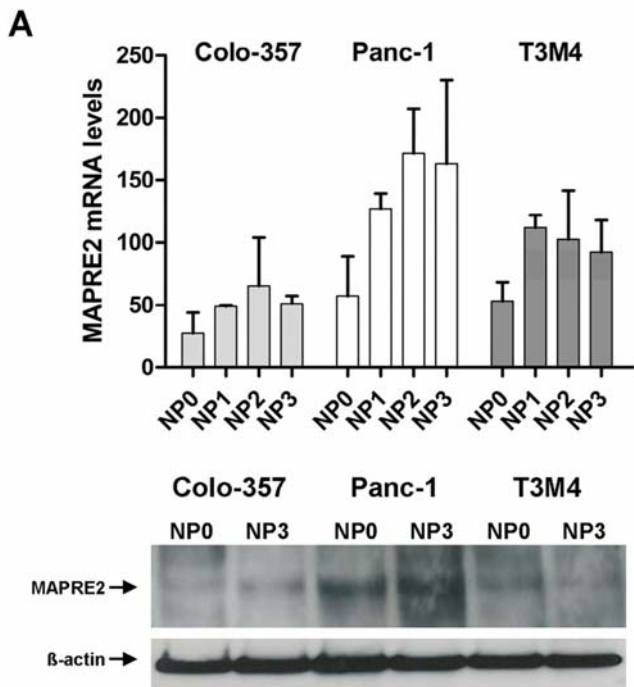 A
Colo-357 Panc-1 T3M4
MAPRE2 mRNA levels
250
200
150
100
50
0
NP0 NP1 NP2 NP3 NP0 NP1 NP2 NP3 NP0 NP1 NP2 NP3
Colo-357 Panc-1 T3M4
NP0 NP3 NP0 NP3 NP0 NP3
MAPRE2
ß-actin